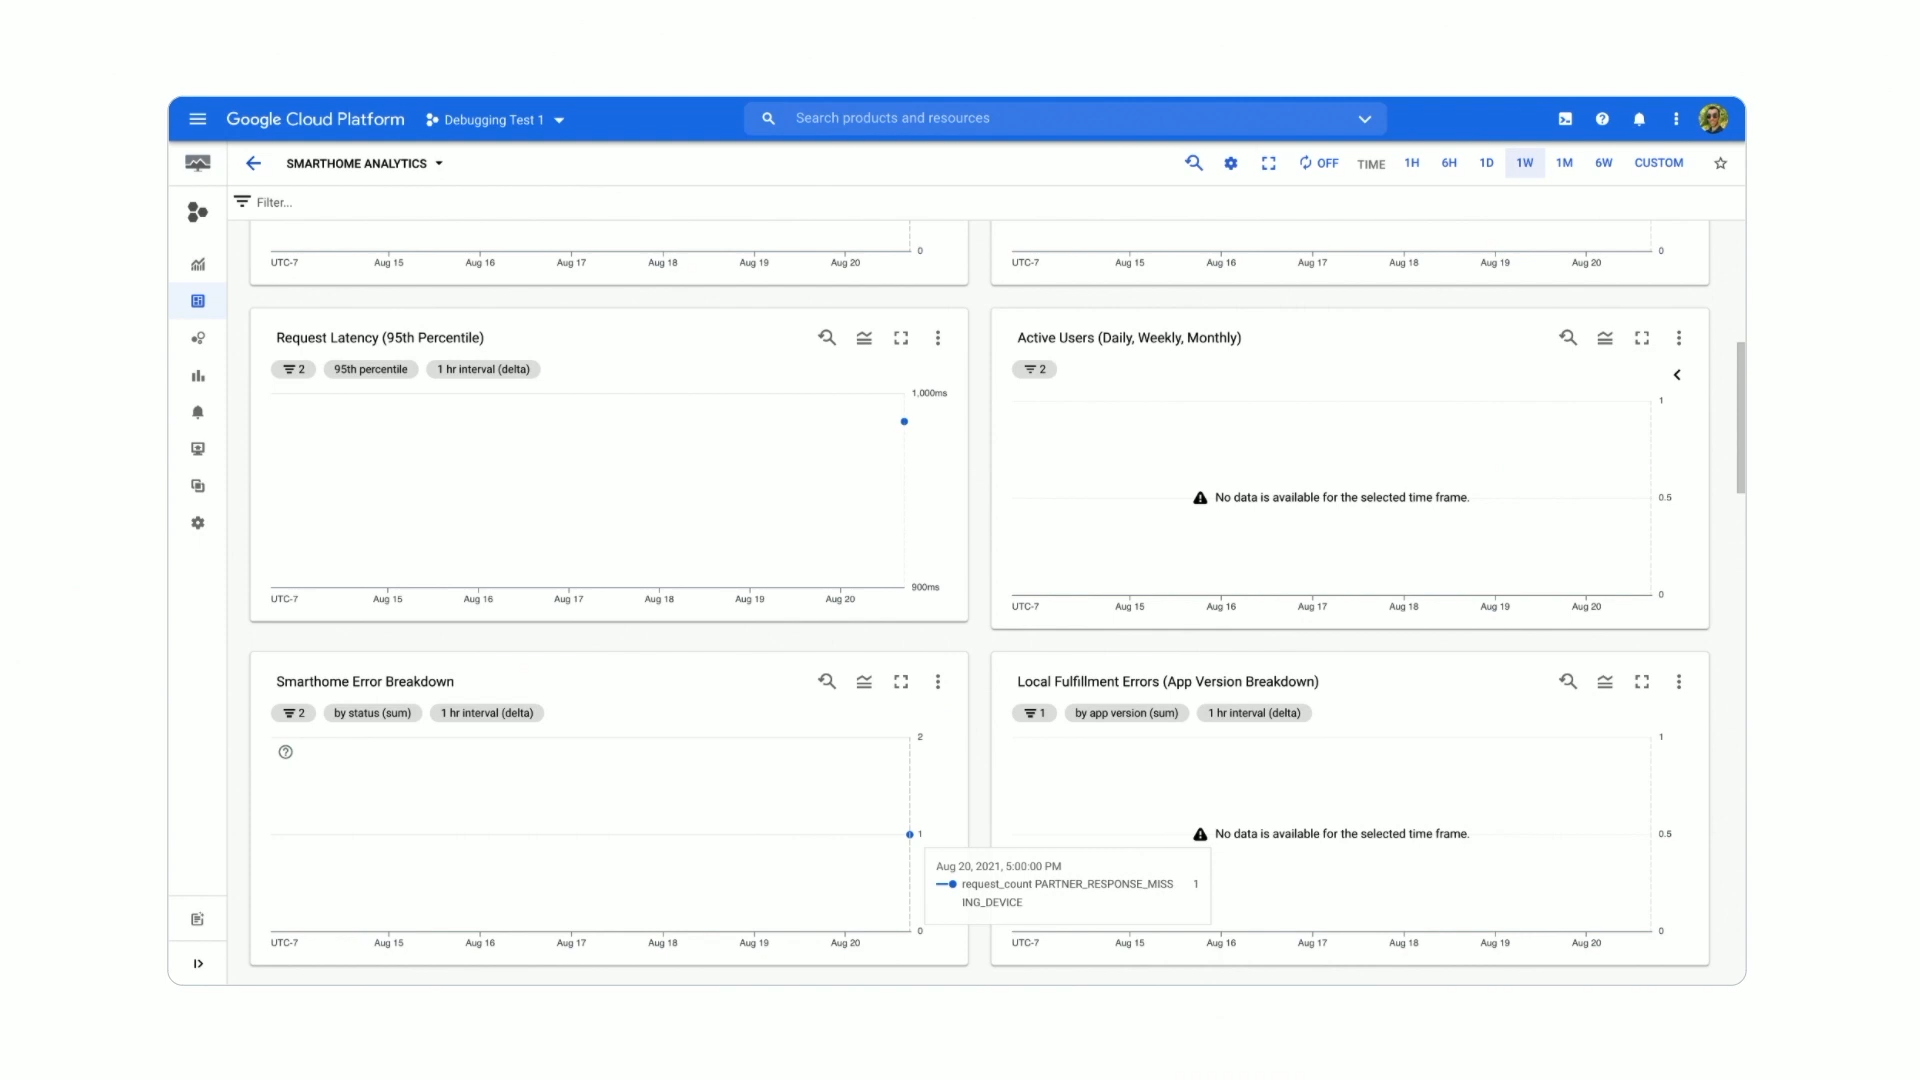 Google Cloud Platform
Debugging Test 1
Search products and resources
SMARTHOME ANALYTICS
OFF
TIME
1H
6H
1D
1W
1M
6W
CUSTOM
Filter...
0
UTC-7 Aug 15 Aug 16 Aug 17 Aug 18 Aug 19 Aug 20
0
UTC-7 Aug 15 Aug 16 Aug 17 Aug 18 Aug 19 Aug 20
Request Latency (95th Percentile)
2 95th percentile 1 hr interval (delta)
1,000ms
900ms
UTC-7 Aug 15 Aug 16 Aug 17 Aug 18 Aug 19 Aug 20
Active Users (Daily, Weekly, Monthly)
2
1
No data is available for the selected time frame.
0.5
0
UTC-7 Aug 15 Aug 16 Aug 17 Aug 18 Aug 19 Aug 20
Smarthome Error Breakdown
2 by status (sum) 1 hr interval (delta)
2
1
0
UTC-7 Aug 15 Aug 16 Aug 17 Aug 18 Aug 19 Aug 20
Aug 20, 2021, 5:00:00 PM
request_count PARTNER_RESPONSE_MISS 1
ING_DEVICE
Local Fulfillment Errors (App Version Breakdown)
1 by app version (sum) 1 hr interval (delta)
1
No data is available for the selected time frame.
0.5
0
UTC-7 Aug 15 Aug 16 Aug 17 Aug 18 Aug 19 Aug 20